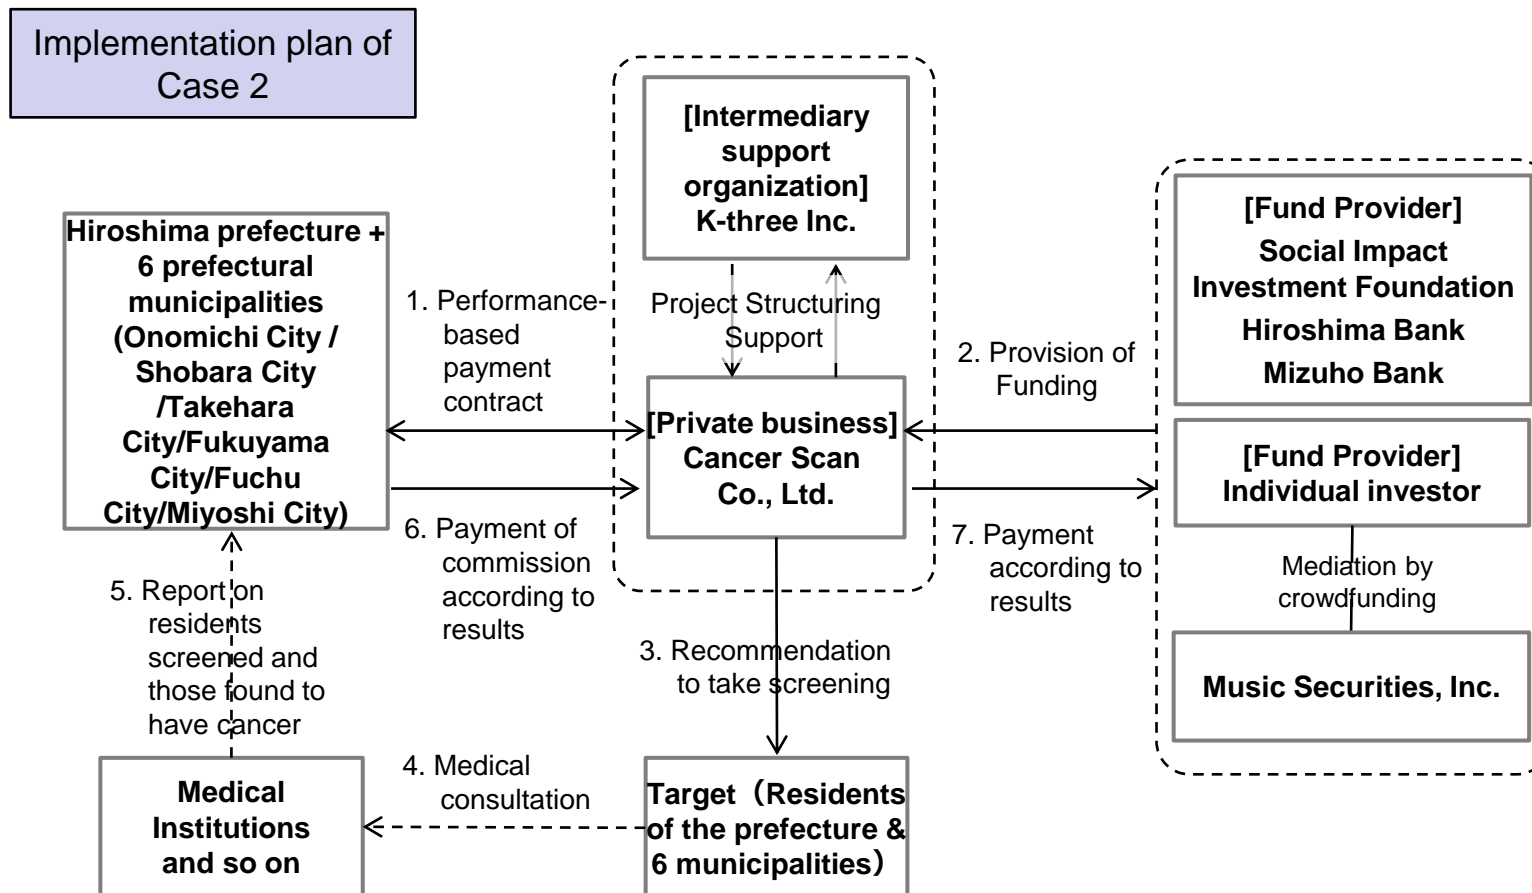 Implementation plan of
Case 2
[Intermediary
support
organization]
K-three Inc.
Project Structuring
Support
[Private business]
Cancer Scan
Co., Ltd.
Hiroshima prefecture +
6 prefectural
municipalities
(Onomichi City /
Shobara City
/Takehara
City/Fukuyama
City/Fuchu
City/Miyoshi City)
1. Performance-
based
payment
contract
6. Payment of
commission
according to
results
2. Provision of
Funding
7. Payment
according to
results
[Fund Provider]
Social Impact
Investment Foundation
Hiroshima Bank
Mizuho Bank
[Fund Provider]
Individual investor
Mediation by
crowdfunding
Music Securities, Inc.
3. Recommendation
to take screening
Target（Residents
of the prefecture &
6 municipalities）
4. Medical
consultation
Medical
Institutions
and so on
5. Report on
residents
screened and
those found to
have cancer